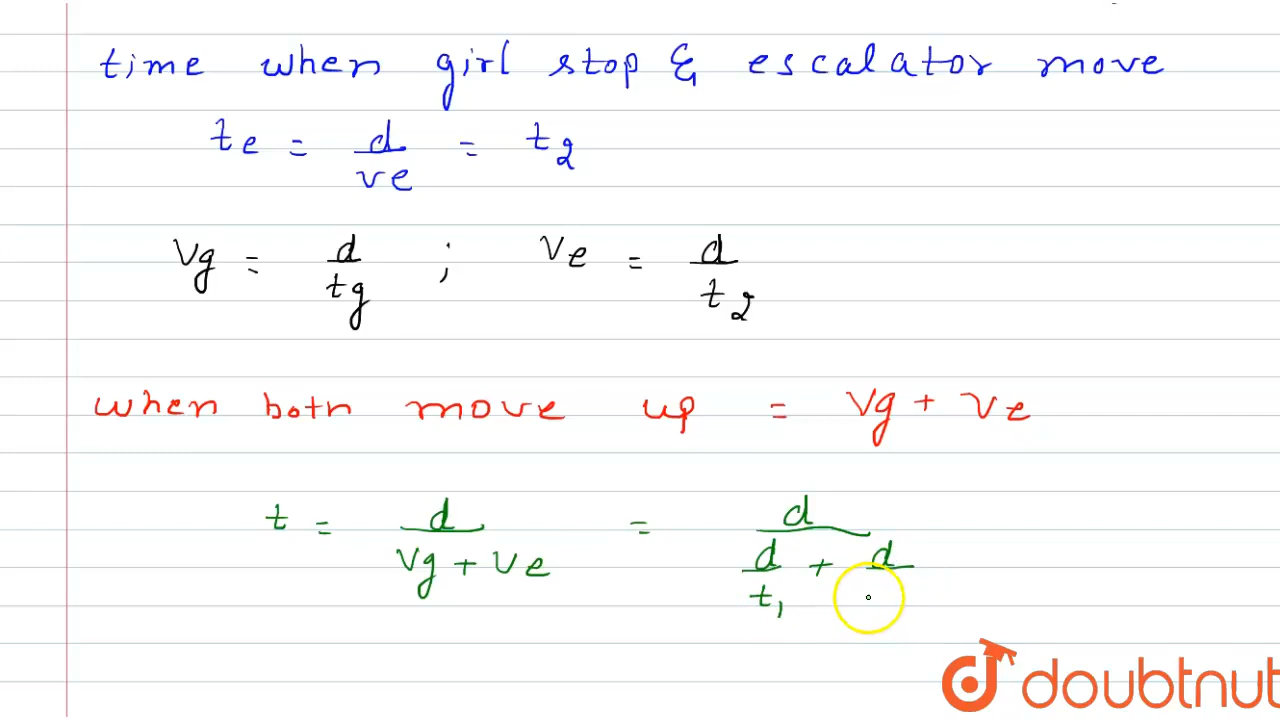 time when girl stop & escalator move
te = d/ve = t2
Vg = d/tg ; Ve = d/t2
when both move up = Vg + Ve
t = d/(Vg + Ve) = d/(d/t1 + d/)
doubtnut